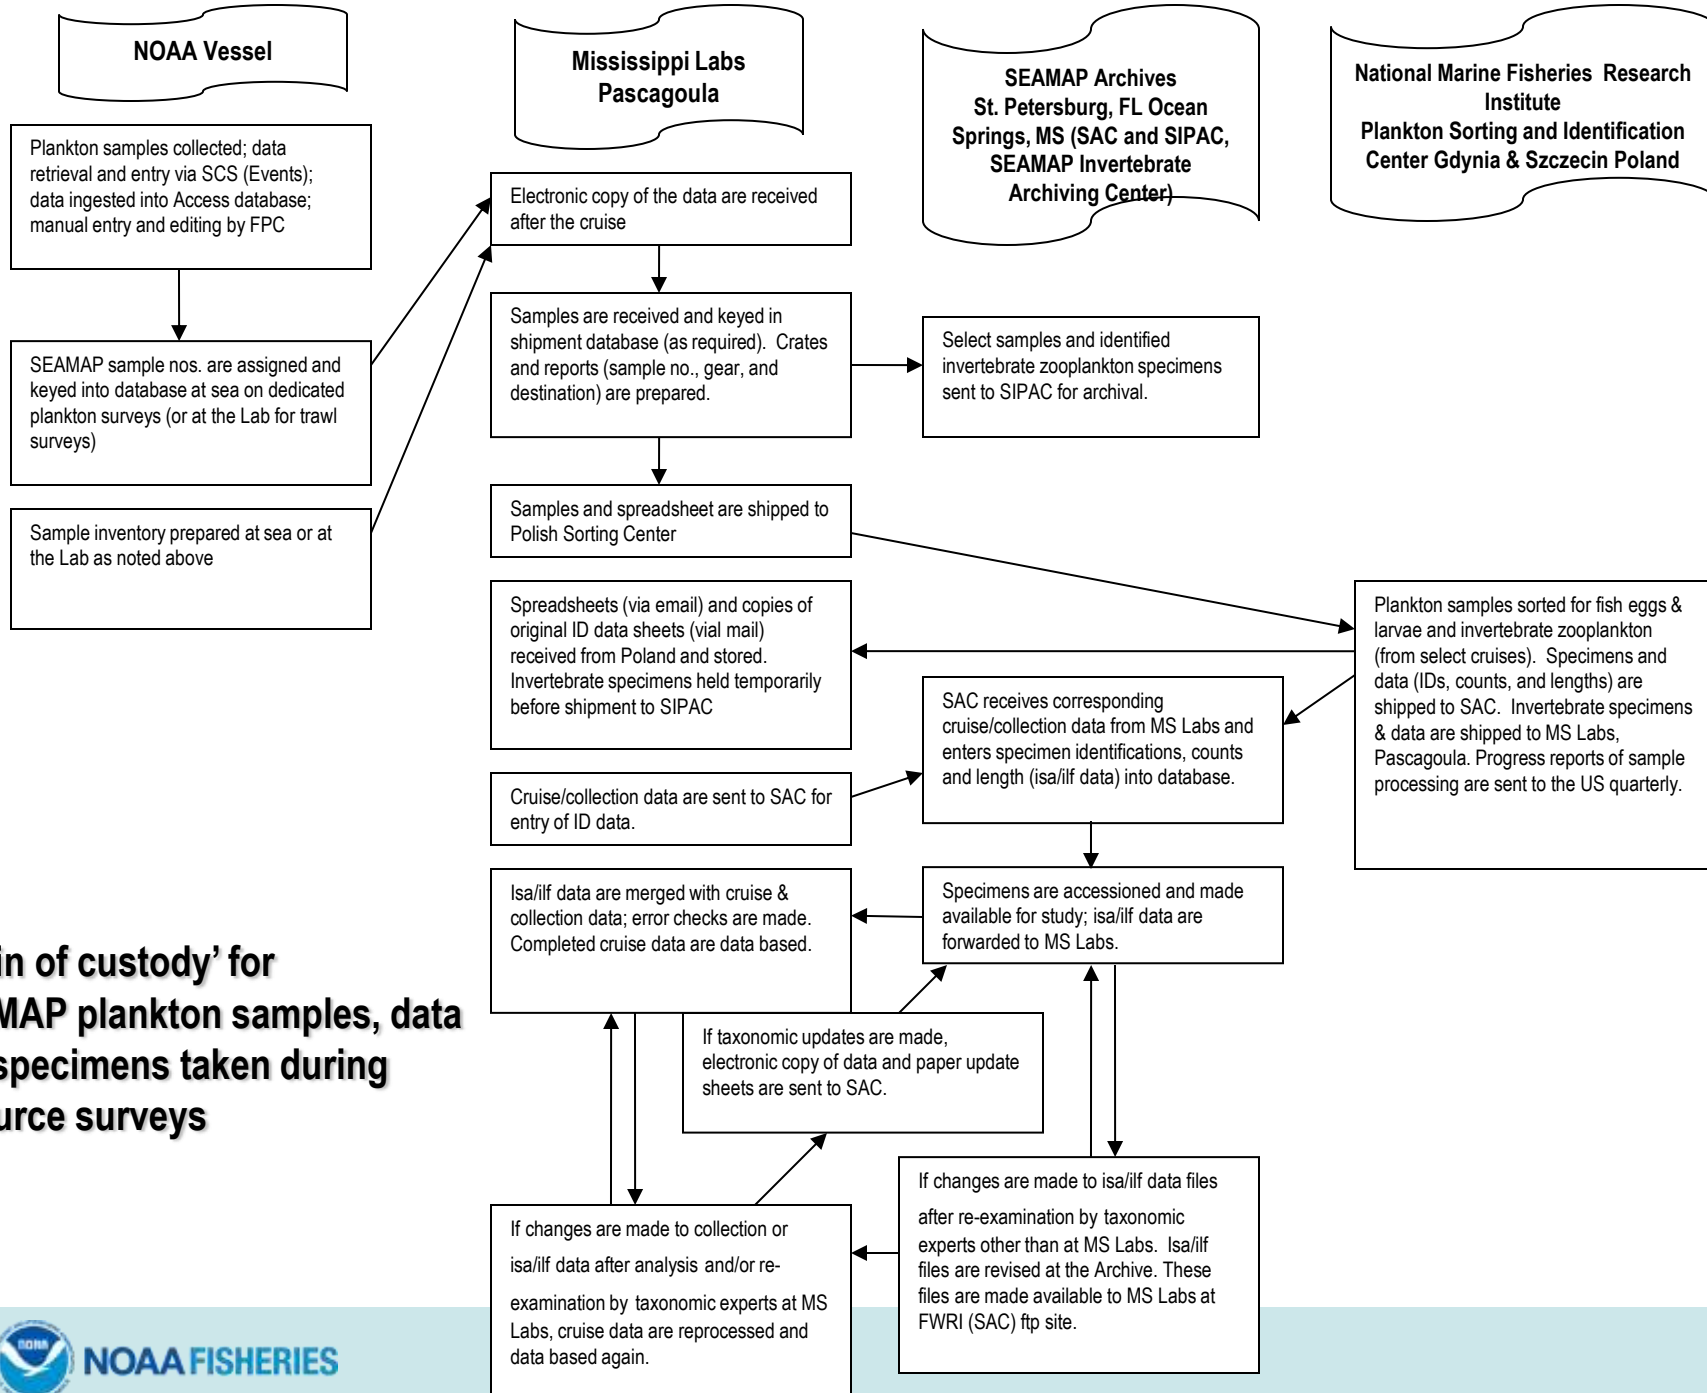 NOAA Vessel
Mississippi Labs
Pascagoula
SEAMAP Archives
St. Petersburg, FL Ocean
Springs, MS (SAC and SIPAC,
SEAMAP Invertebrate
Archiving Center)
National Marine Fisheries Research
Institute
Plankton Sorting and Identification
Center Gdynia & Szczecin Poland
Plankton samples collected; data
retrieval and entry via SCS (Events);
data ingested into Access database;
manual entry and editing by FPC
SEAMAP sample nos. are assigned and
keyed into database at sea on dedicated
plankton surveys (or at the Lab for trawl
surveys)
Sample inventory prepared at sea or at
the Lab as noted above
Electronic copy of the data are received
after the cruise
Samples are received and keyed in
shipment database (as required). Crates
and reports (sample no., gear, and
destination) are prepared.
Select samples and identified
invertebrate zooplankton specimens
sent to SIPAC for archival.
Samples and spreadsheet are shipped to
Polish Sorting Center
Spreadsheets (via email) and copies of
original ID data sheets (vial mail)
received from Poland and stored.
Invertebrate specimens held temporarily
before shipment to SIPAC
Plankton samples sorted for fish eggs &
larvae and invertebrate zooplankton
(from select cruises). Specimens and
data (IDs, counts, and lengths) are
shipped to SAC. Invertebrate specimens
& data are shipped to MS Labs,
Pascagoula. Progress reports of sample
processing are sent to the US quarterly.
SAC receives corresponding
cruise/collection data from MS Labs and
enters specimen identifications, counts
and length (isa/ilf data) into database.
Cruise/collection data are sent to SAC for
entry of ID data.
Isa/ilf data are merged with cruise &
collection data; error checks are made.
Completed cruise data are data based.
Specimens are accessioned and made
available for study; isa/ilf data are
forwarded to MS Labs.
If taxonomic updates are made,
electronic copy of data and paper update
sheets are sent to SAC.
If changes are made to collection or
isa/ilf data after analysis and/or re-
examination by taxonomic experts at MS
Labs, cruise data are reprocessed and
data based again.
If changes are made to isa/ilf data files
after re-examination by taxonomic
experts other than at MS Labs. Isa/ilf
files are revised at the Archive. These
files are made available to MS Labs at
FWRI (SAC) ftp site.
in of custody' for
MAP plankton samples, data
specimens taken during
urce surveys
NOAA
NOAA FISHERIES